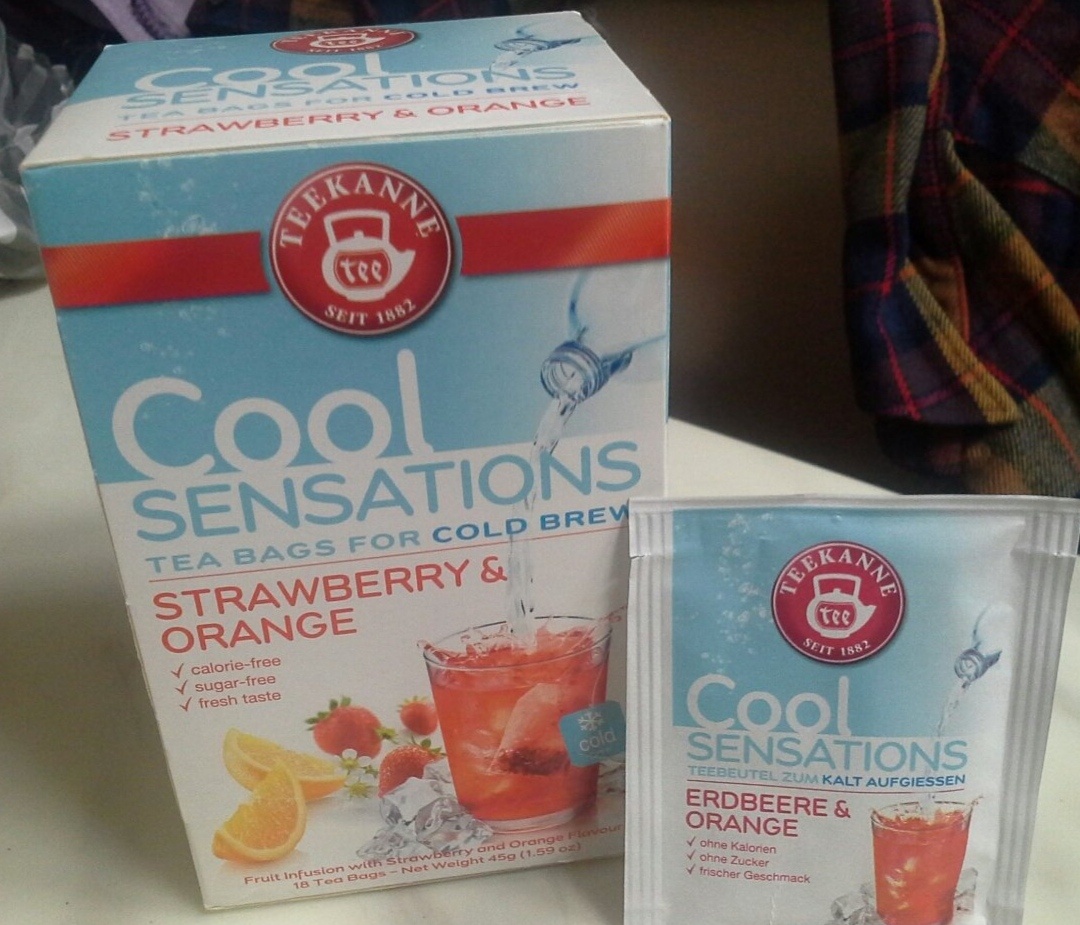 TEEKANNE
tee
SEIT 1882
Cool
SENSATIONS
TEA BAGS FOR COLD BREW
STRAWBERRY & ORANGE
TEEKANNE
tee
SEIT 1882
Cool
SENSATIONS
TEA BAGS FOR COLD BREW
STRAWBERRY &
ORANGE
✓ calorie-free
✓ sugar-free
✓ fresh taste
cold
Fruit Infusion with Strawberry and Orange Flavour
18 Tea Bags – Net Weight 45g (1.59 oz)
TEEKANNE
tee
SEIT 1882
Cool
SENSATIONS
TEEBEUTEL ZUM KALT AUFGIESSEN
ERDBEERE &
ORANGE
✓ ohne Kalorien
✓ ohne Zucker
✓ frischer Geschmack